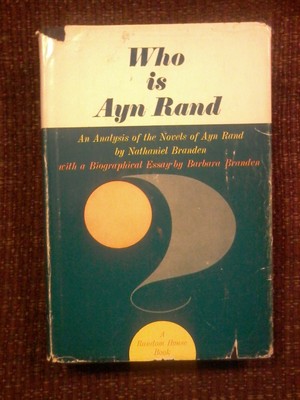 Who
is
Ayn Rand
An Analysis of the Novels of Ayn Rand
by Nathaniel Branden
with a Biographical Essay by Barbara Branden
A
Random House
Book